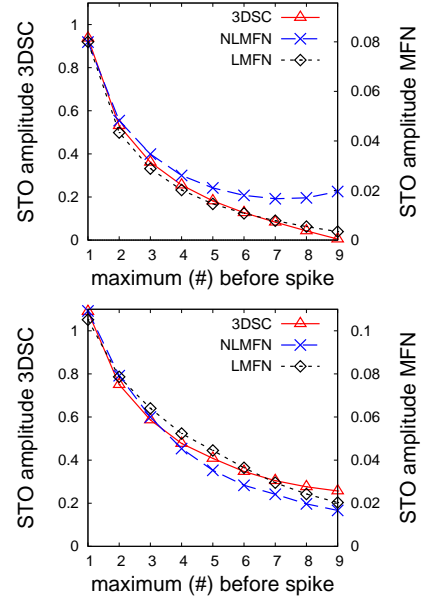 3DSC
NLMFN
LMFN
STO amplitude 3DSC
1
0.8
0.6
0.4
0.2
0
STO amplitude MFN
0.08
0.06
0.04
0.02
0
1 2 3 4 5 6 7 8 9
maximum (#) before spike
3DSC
NLMFN
LMFN
STO amplitude 3DSC
1
0.8
0.6
0.4
0.2
0
STO amplitude MFN
0.1
0.08
0.06
0.04
0.02
0
1 2 3 4 5 6 7 8 9
maximum (#) before spike